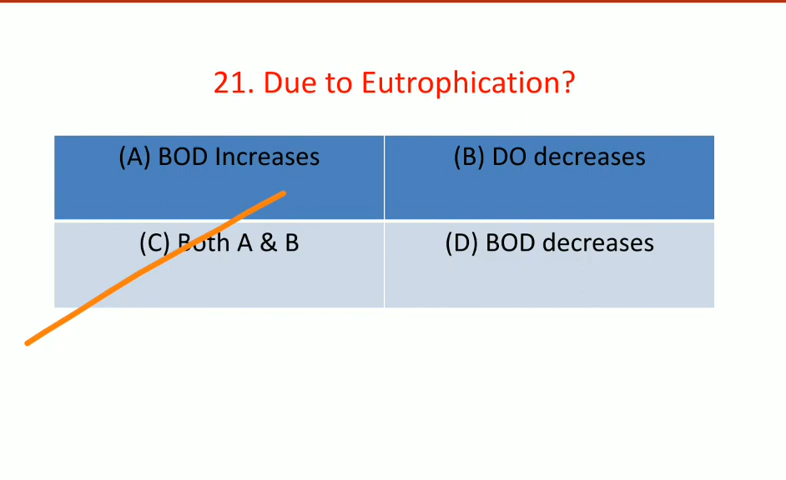 21. Due to Eutrophication?
(A) BOD Increases
(B) DO decreases
(C) Both A & B
(D) BOD decreases